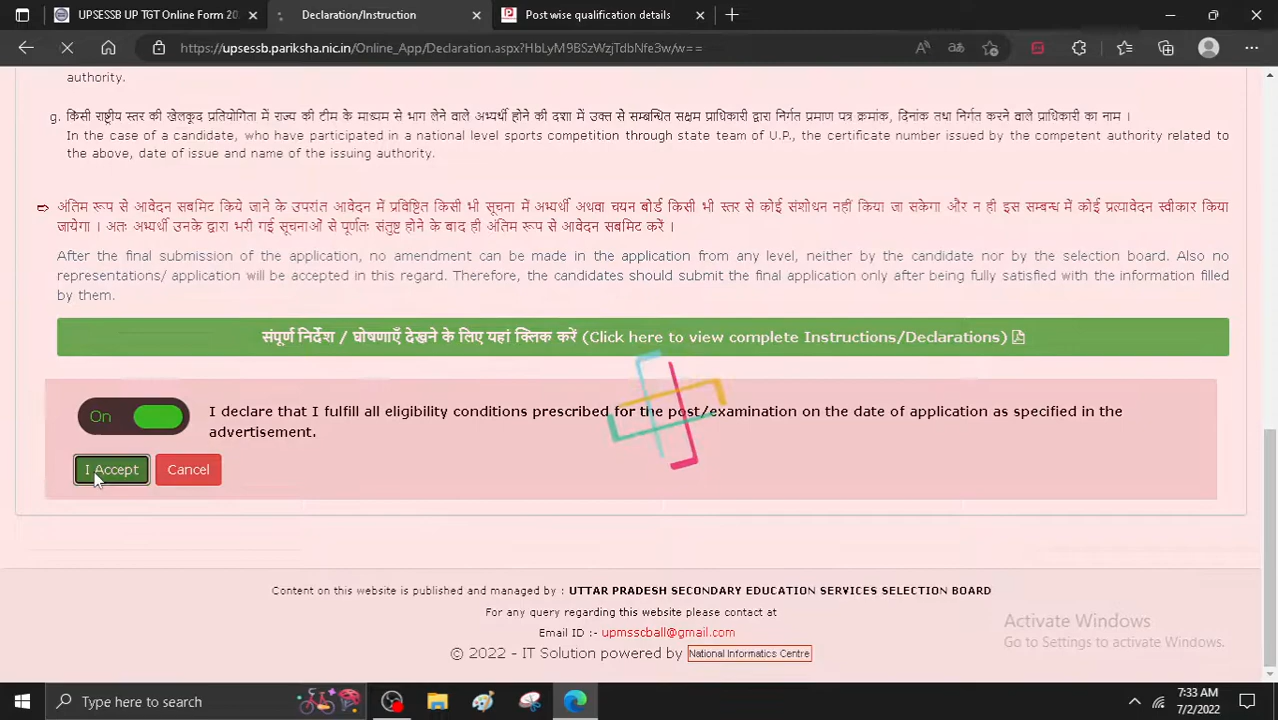 UPSESSB UP TGT Online Form 20
Declaration/Instruction
Post wise qualification details
https://upsessb.pariksha.nic.in/Online_App/Declaration.aspx?HbLyM9BSzWzjTdbNfe3w/w==
authority.
g. किसी राष्ट्रीय स्तर की खेलकूद प्रतियोगिता में राज्य की टीम के माध्यम से भाग लेने वाले अभ्यर्थी होने की दशा में उक्त से सम्बन्धित सक्षम प्राधिकारी द्वारा निर्गत प्रमाण पत्र क्रमांक, दिनांक तथा निर्गत करने वाले प्राधिकारी का नाम ।
In the case of a candidate, who have participated in a national level sports competition through state team of U.P., the certificate number issued by the competent authority related to
the above, date of issue and name of the issuing authority.
⇨ अंतिम रूप से आवेदन सबमिट किये जाने के उपरांत आवेदन में प्रविष्टित किसी भी सूचना में अभ्यर्थी अथवा चयन बोर्ड किसी भी स्तर से कोई संशोधन नहीं किया जा सकेगा और न ही इस सम्बन्ध में कोई प्रत्यावेदन स्वीकार किया
जायेगा । अतः अभ्यर्थी उनके द्वारा भरी गई सूचनाओं से पूर्णतः संतुष्ट होने के बाद ही अंतिम रूप से आवेदन सबमिट करें ।
After the final submission of the application, no amendment can be made in the application from any level, neither by the candidate nor by the selection board. Also no
representations/ application will be accepted in this regard. Therefore, the candidates should submit the final application only after being fully satisfied with the information filled
by them.
संपूर्ण निर्देश / घोषणाएँ देखने के लिए यहां क्लिक करें (Click here to view complete Instructions/Declarations)
On
I declare that I fulfill all eligibility conditions prescribed for the post/examination on the date of application as specified in the
advertisement.
I Accept Cancel
Content on this website is published and managed by : UTTAR PRADESH SECONDARY EDUCATION SERVICES SELECTION BOARD
For any query regarding this website please contact at
Email ID :- upmsscball@gmail.com
© 2022 - IT Solution powered by National Informatics Centre
Activate Windows
Go to Settings to activate Windows.
Type here to search
7:33 AM
7/2/2022